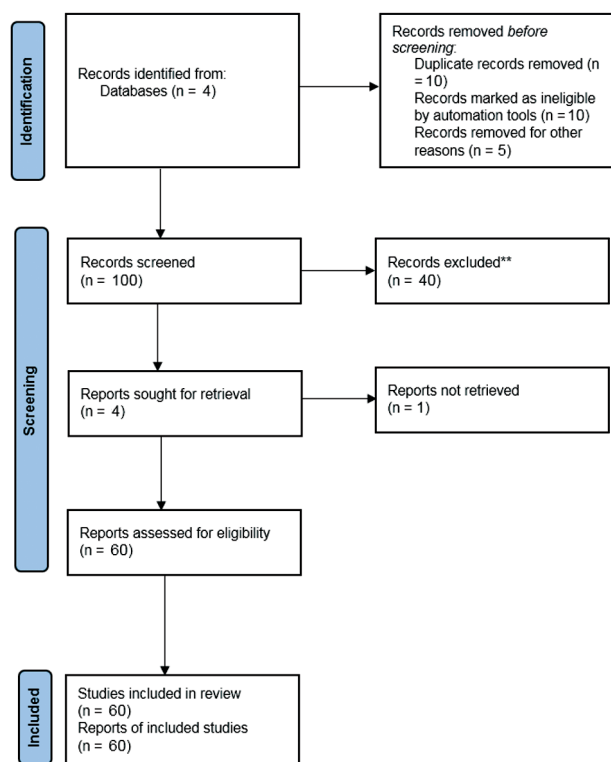 Identification
Records identified from:
Databases (n = 4)
Records removed before
screening:
Duplicate records removed (n
= 10)
Records marked as ineligible
by automation tools (n = 10)
Records removed for other
reasons (n = 5)
Screening
Records screened
(n = 100)
Records excluded**
(n = 40)
Reports sought for retrieval
(n = 4)
Reports not retrieved
(n = 1)
Reports assessed for eligibility
(n = 60)
Included
Studies included in review
(n = 60)
Reports of included studies
(n = 60)